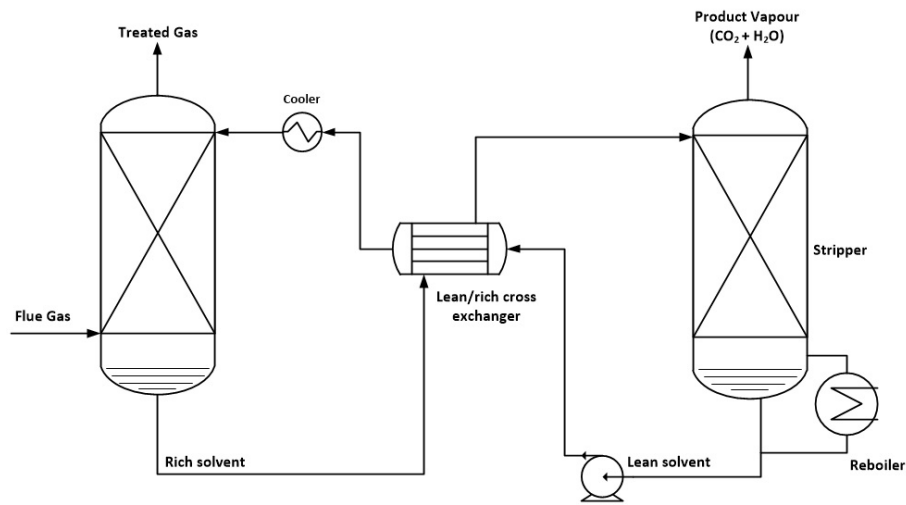 Treated Gas
Product Vapour
(CO₂ + H₂O)
Cooler
Stripper
Lean/rich cross
exchanger
Flue Gas
Rich solvent
Lean solvent
Reboiler